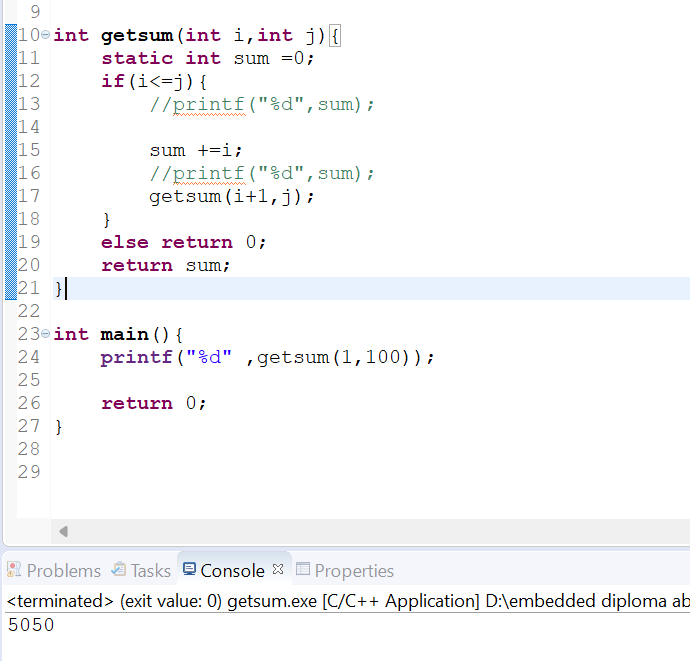 9
10 int getsum(int i,int j){
11     static int sum =0;
12     if(i<=j){
13         //printf("%d",sum);
14
15         sum +=i;
16         //printf("%d",sum);
17         getsum(i+1,j);
18     }
19     else return 0;
20     return sum;
21 }
22
23 int main(){
24     printf("%d" ,getsum(1,100));
25
26     return 0;
27 }
28
29
Problems Tasks Console Properties
<terminated> (exit value: 0) getsum.exe [C/C++ Application] D:\embedded diploma ab
5050